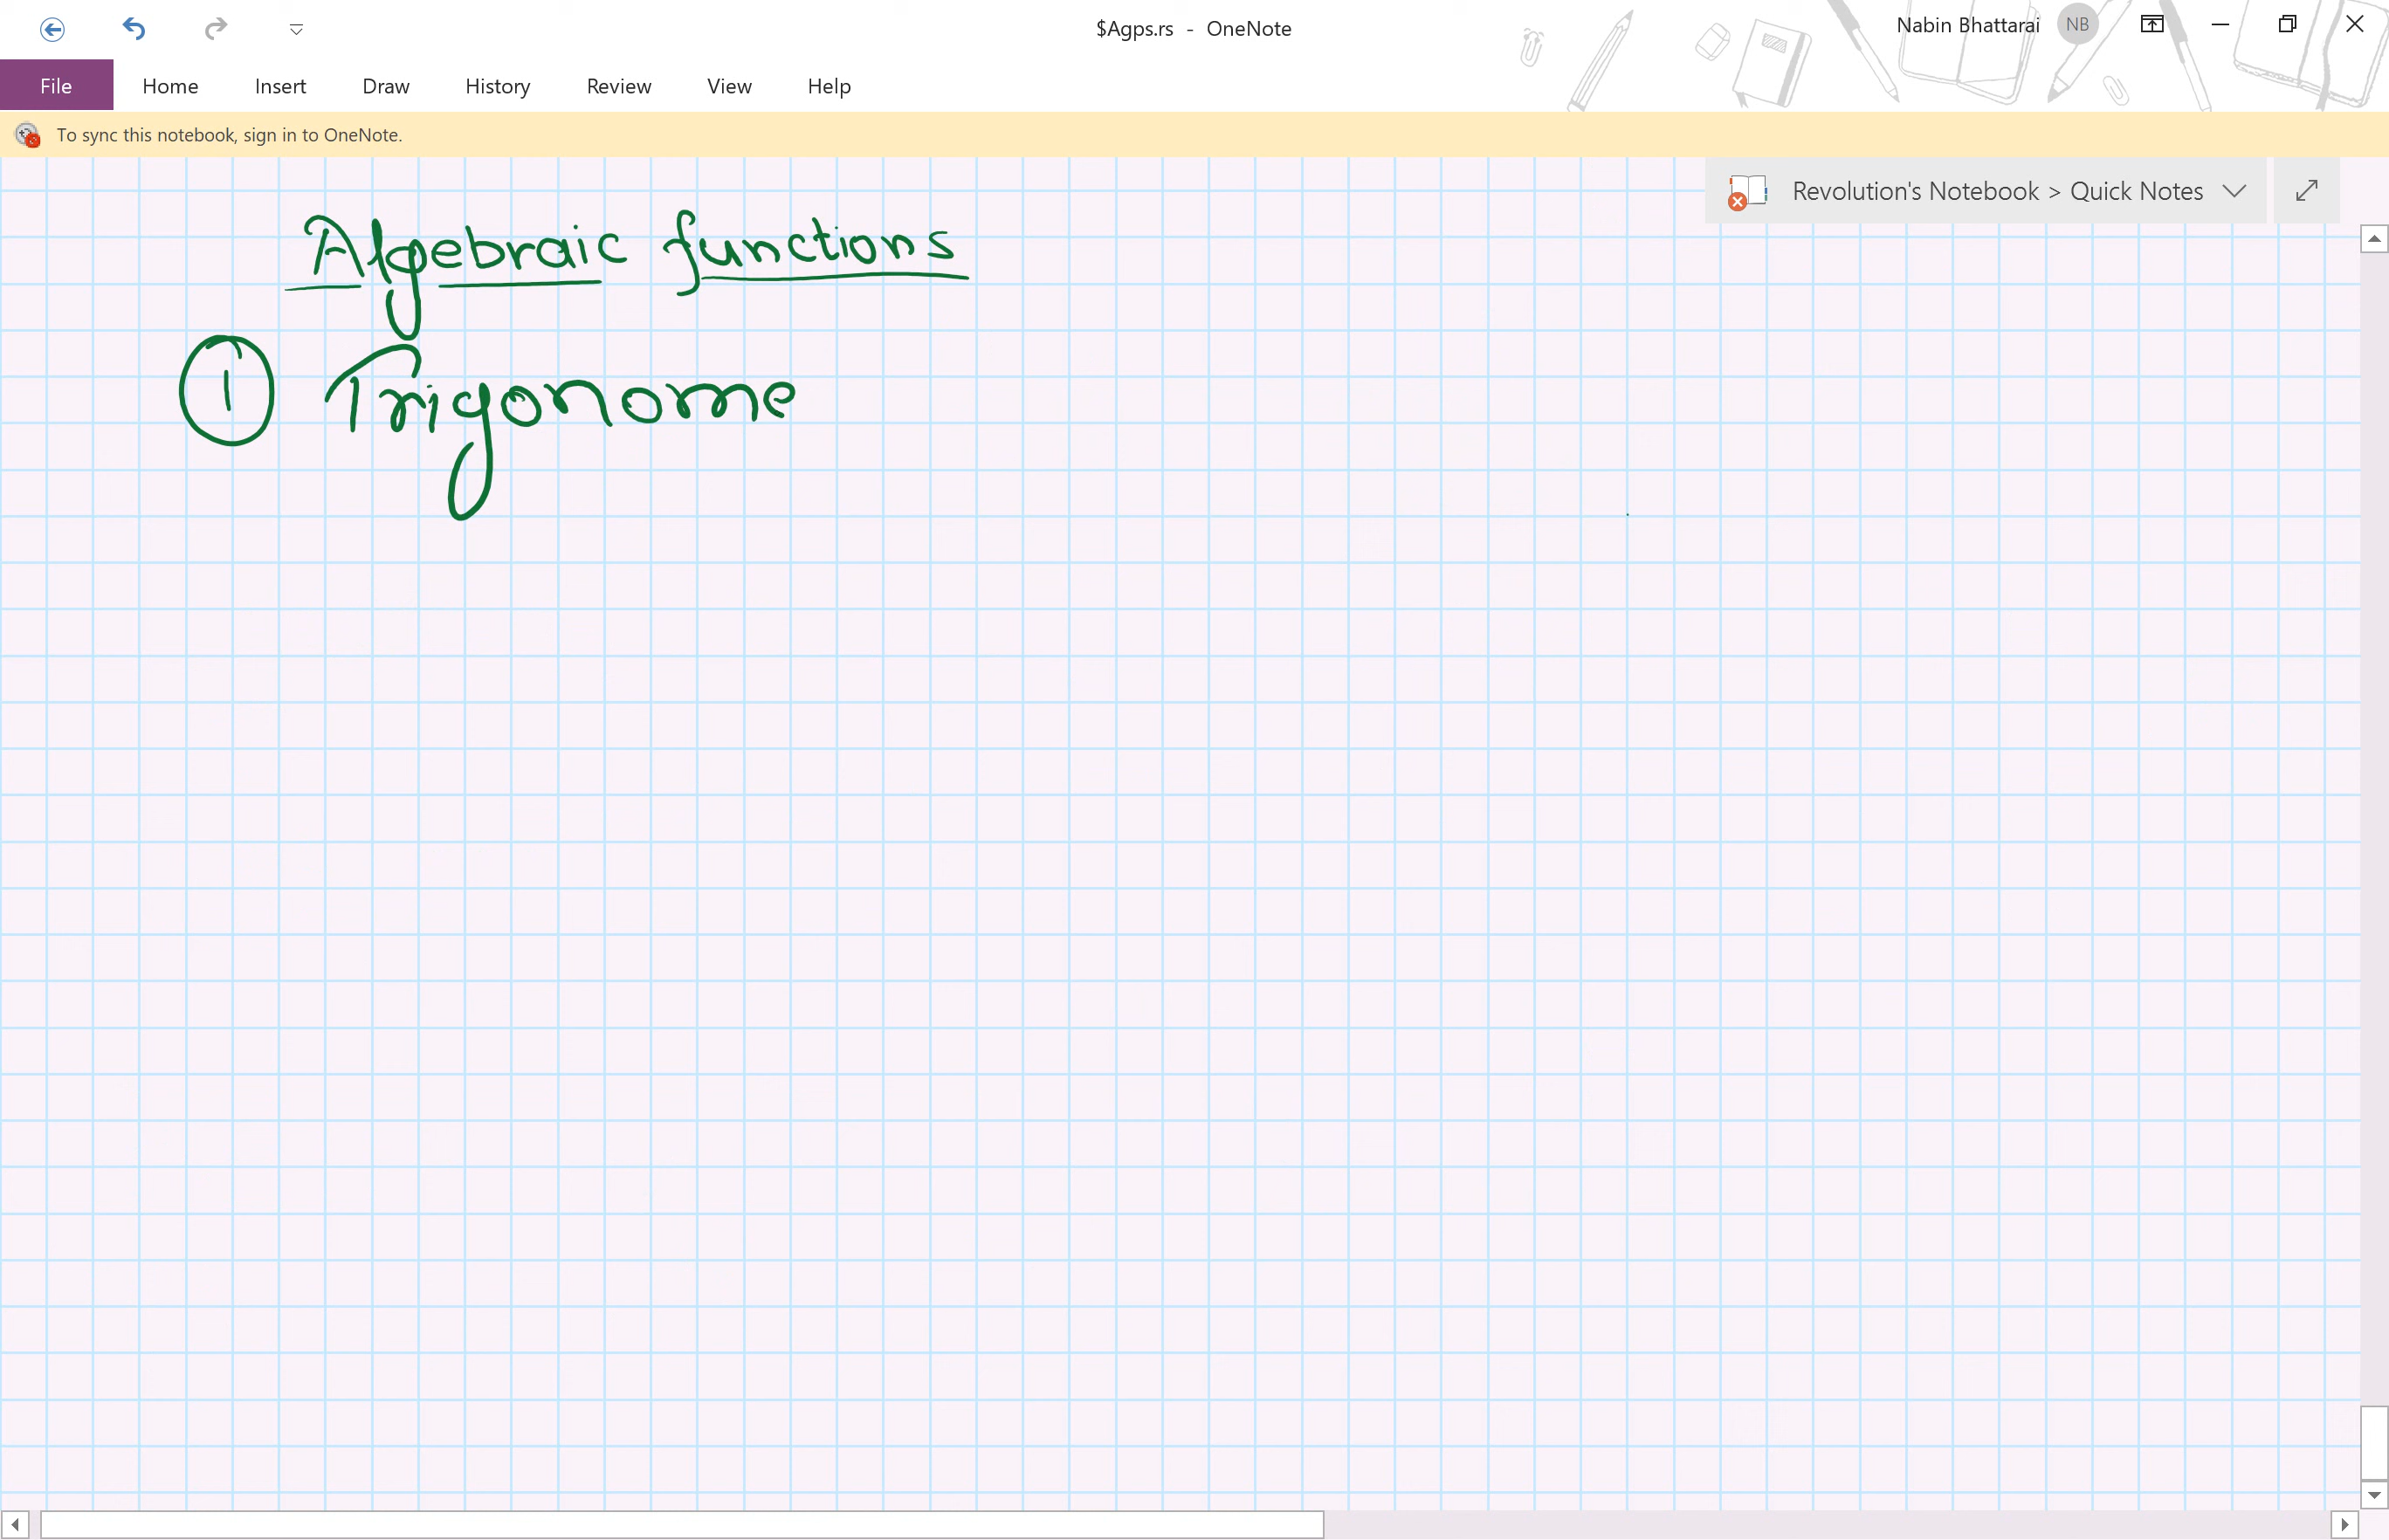 $Agps.rs - OneNote
Nabin Bhattarai NB
File Home Insert Draw History Review View Help
To sync this notebook, sign in to OneNote.
Revolution's Notebook > Quick Notes
Algebraic functions
1 Trigonome